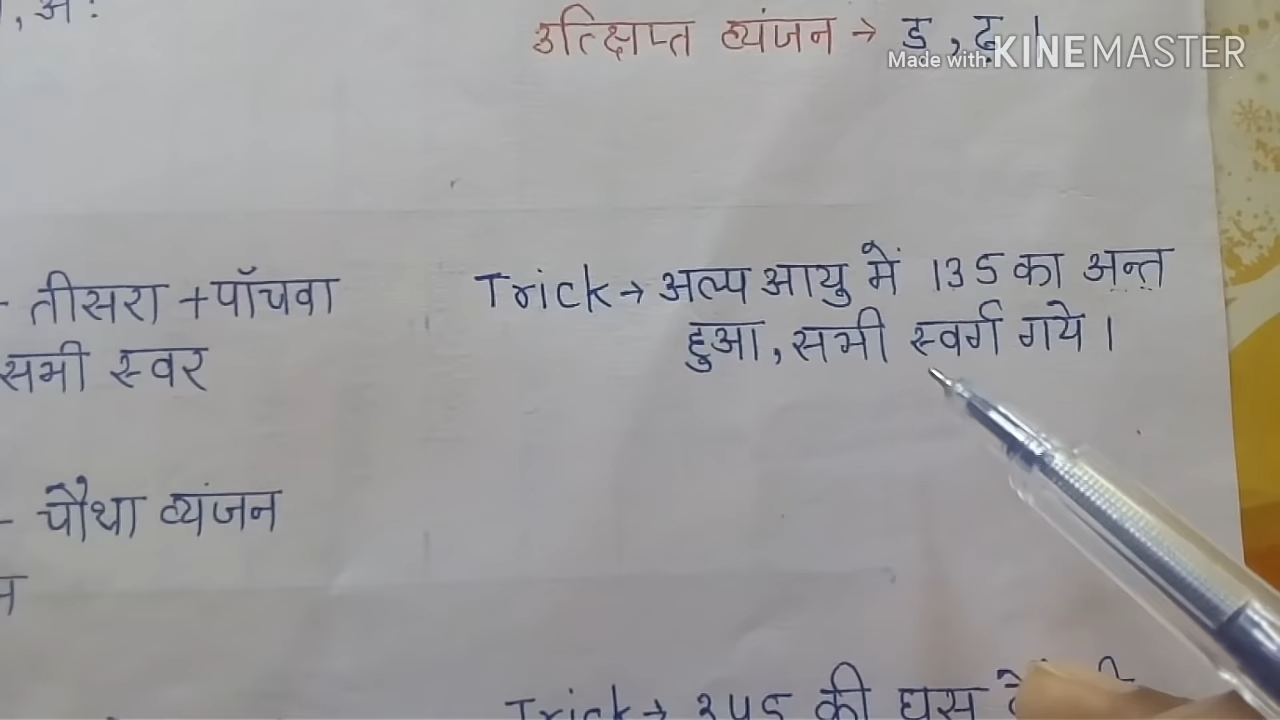 , अः
उत्क्षिप्त व्यंजन → ड़, ढ़ ।
Made with KINEMASTER
- तीसरा + पाँचवा
सभी स्वर
Trick → अल्प आयु में 135 का अन्त
हुआ, सभी स्वर्ग गये ।
- चौथा व्यंजन
न
Trick → 245 की घूस